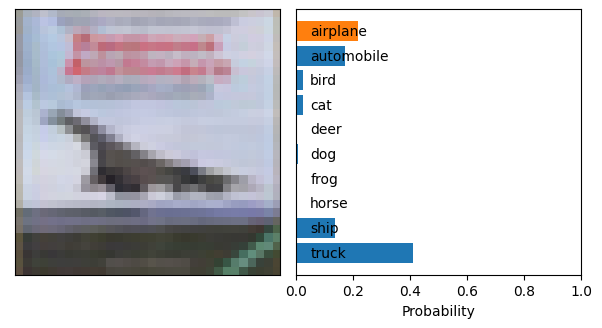 airplane
automobile
bird
cat
deer
dog
frog
horse
ship
truck
0.0 0.2 0.4 0.6 0.8 1.0
Probability